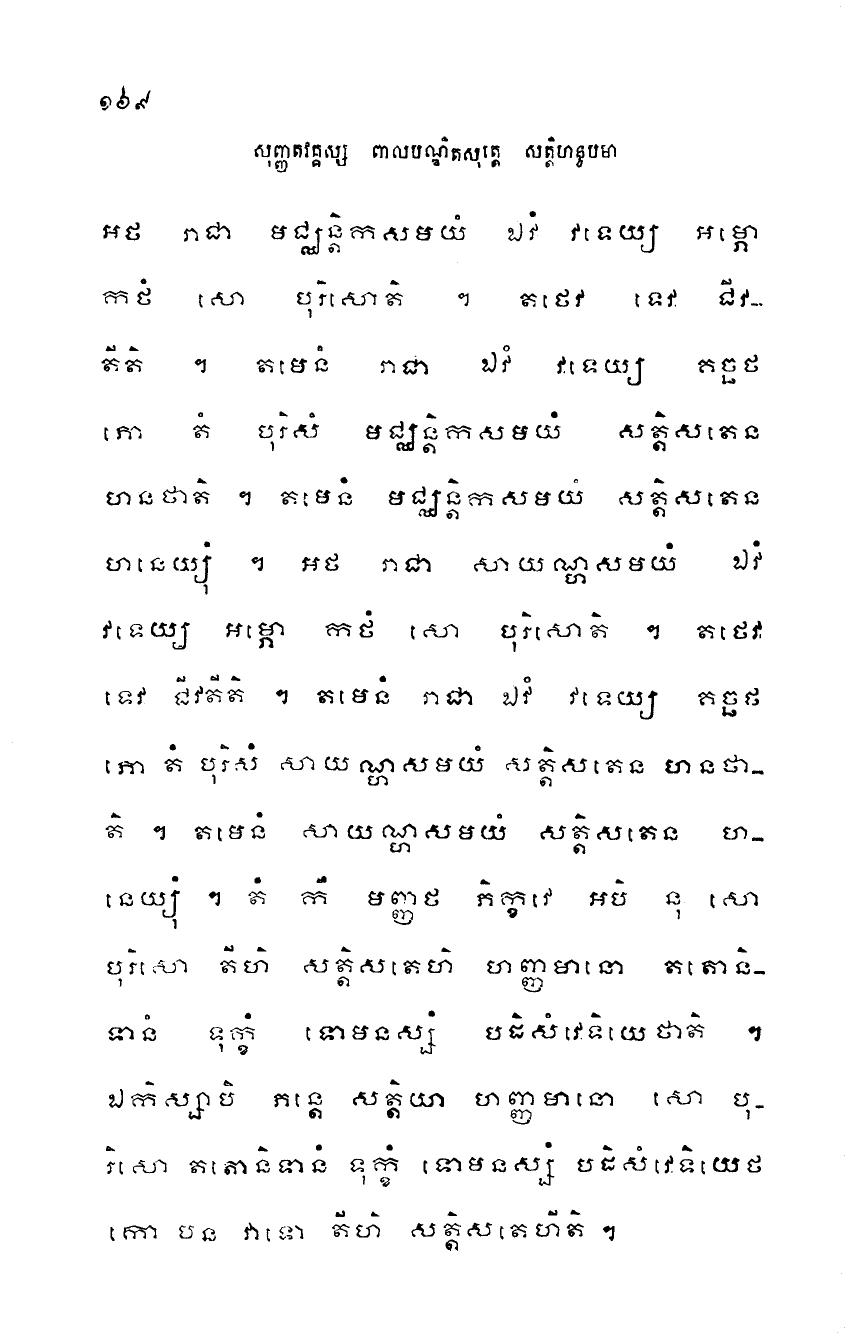 ១៦៩
សុញ្ញតវគ្គស្ស ពាលបណ្ឌិតសុត្តេ សត្តិហនូបមា
អថ រាជា មជ្ឈន្តិកសមយំ ឯវំ វទេយ្យ អម្ភោ
កថំ សោ បុរិសោតិ ។ តថេវ ទេវ ជីវ-
តីតិ ។ តមេនំ រាជា ឯវំ វទេយ្យ គច្ឆថ
ភោ តំ បុរិសំ មជ្ឈន្តិកសមយំ សត្តិសតេន
ហនថាតិ ។ តមេនំ មជ្ឈន្តិកសមយំ សត្តិសតេន
ហនេយ្យុំ ។ អថ រាជា សាយណ្ហសមយំ ឯវំ
វទេយ្យ អម្ភោ កថំ សោ បុរិសោតិ ។ តថេវ
ទេវ ជីវតីតិ ។ តមេនំ រាជា ឯវំ វទេយ្យ គច្ឆថ
ភោ តំ បុរិសំ សាយណ្ហសមយំ សត្តិសតេន ហនថា-
តិ ។ តមេនំ សាយណ្ហសមយំ សត្តិសតេន ហ-
នេយ្យុំ ។ តំ កឹ មញ្ញថ ភិក្ខវេ អបិ នុ សោ
បុរិសោ តីហិ សត្តិសតេហិ ហញ្ញមានោ តតោនិ-
ទានំ ទុក្ខំ ទោមនស្សំ បដិសំវេទិយេថាតិ ។
ឯកិស្សាបិ ភន្តេ សត្តិយា ហញ្ញមានោ សោ បុ-
រិសោ តតោនិទានំ ទុក្ខំ ទោមនស្សំ បដិសំវេទិយេថ
កោ បន វាទោ តីហិ សត្តិសតេហីតិ ។